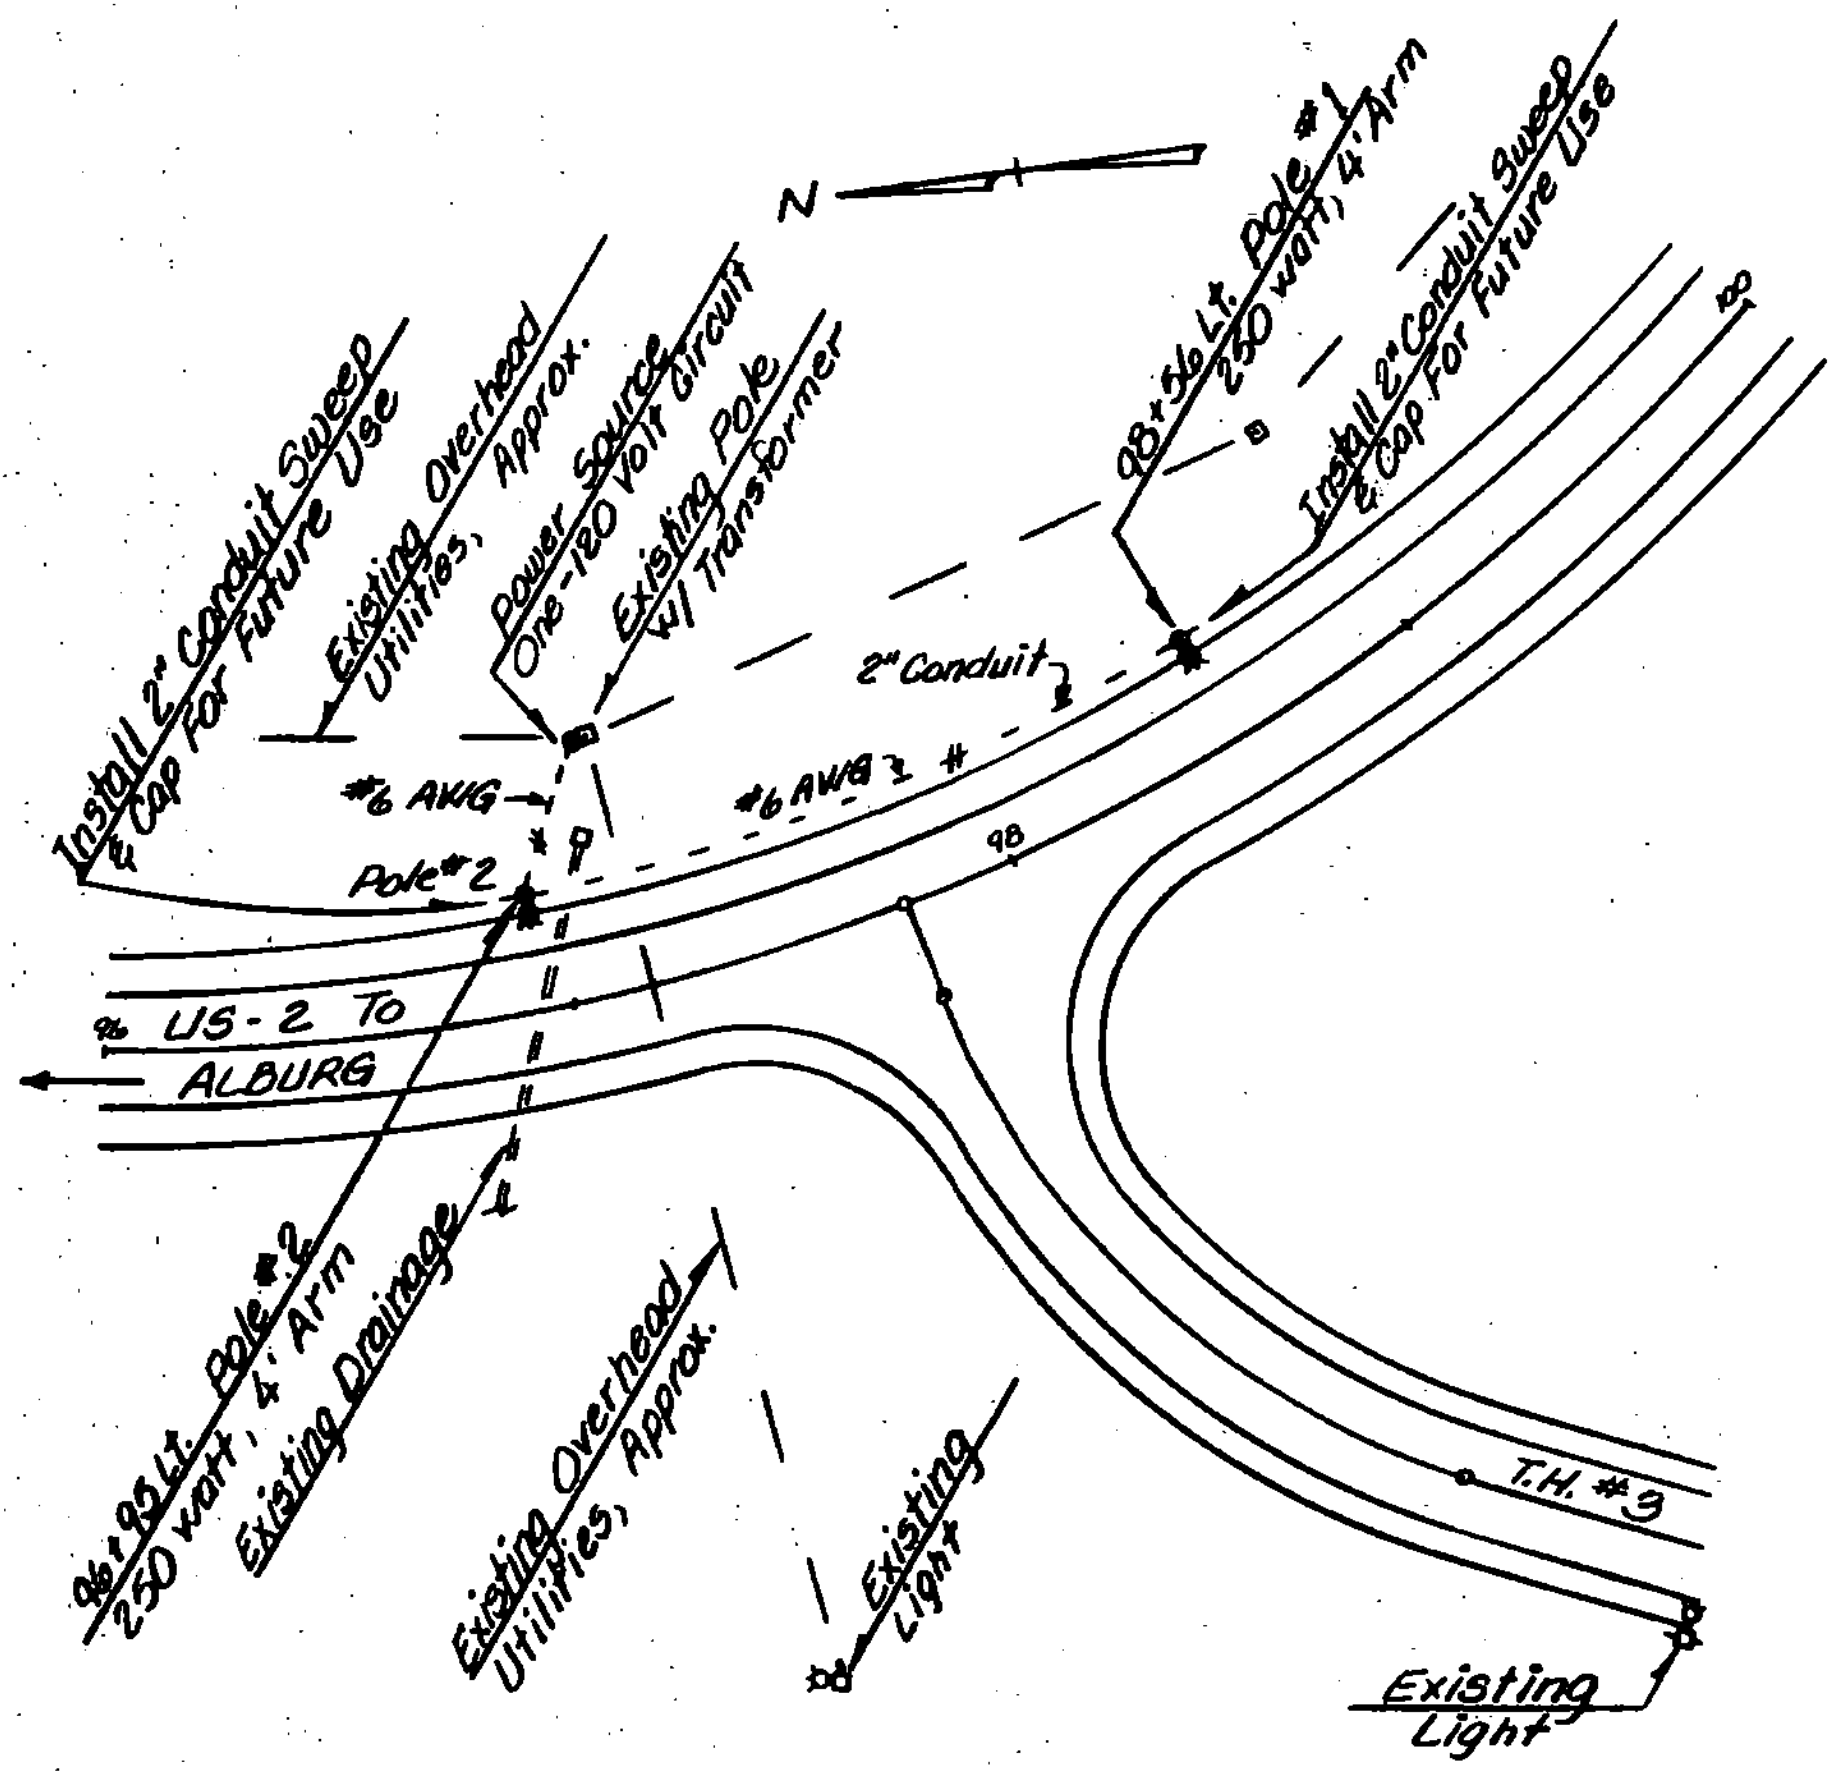 N
98+56 Lt. Pole #1
250 watt, 4' Arm
Install 2" Conduit Sweep
& Cap For Future Use
Install 2" Conduit Sweep
& Cap For Future Use
Existing Overhead
Utilities, Approx.
Power Source
One-120 Volt Circuit
Existing Pole
w/ Transformer
100
2" Conduit
#6 AWG
#6 AWG
Pole #2
98
96
US-2 To
ALBURG
96+95 Lt. Pole #2
250 watt, 4' Arm
Existing Drainage
Existing Overhead
Utilities, Approx.
Existing
Light
T.H. #3
Existing
Light